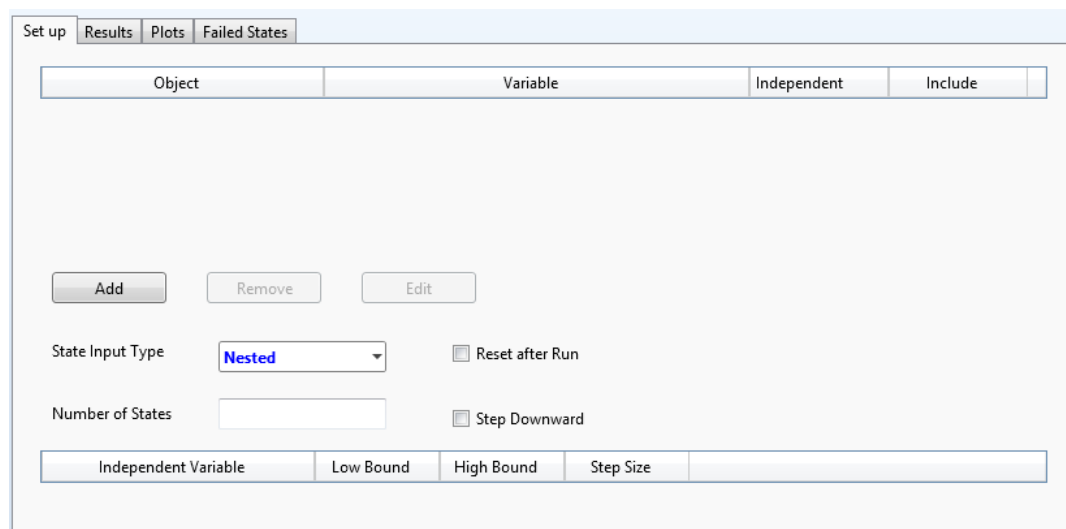 Set up Results Plots Failed States
Object Variable Independent Include
Add Remove Edit
State Input Type Nested Reset after Run
Number of States Step Downward
Independent Variable Low Bound High Bound Step Size